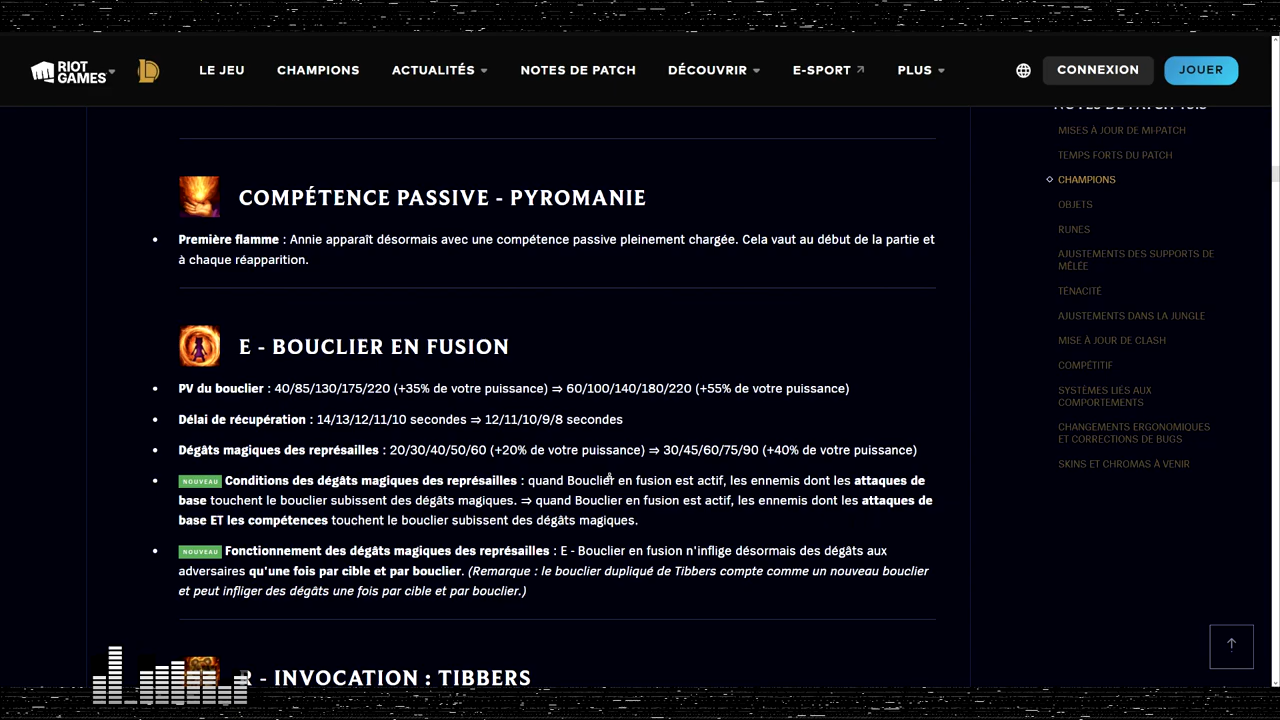 RIOT GAMES
LE JEU CHAMPIONS ACTUALITÉS NOTES DE PATCH DÉCOUVRIR E-SPORT PLUS CONNEXION JOUER
MISES À JOUR DE MI-PATCH
TEMPS FORTS DU PATCH
CHAMPIONS
OBJETS
RUNES
AJUSTEMENTS DES SUPPORTS DE
MÊLÉE
TÉNACITÉ
AJUSTEMENTS DANS LA JUNGLE
MISE À JOUR DE CLASH
COMPÉTITIF
SYSTÈMES LIÉS AUX
COMPORTEMENTS
CHANGEMENTS ERGONOMIQUES
ET CORRECTIONS DE BUGS
SKINS ET CHROMAS À VENIR
COMPÉTENCE PASSIVE - PYROMANIE
• Première flamme : Annie apparaît désormais avec une compétence passive pleinement chargée. Cela vaut au début de la partie et
à chaque réapparition.
E - BOUCLIER EN FUSION
• PV du bouclier : 40/85/130/175/220 (+35% de votre puissance) ⇒ 60/100/140/180/220 (+55% de votre puissance)
• Délai de récupération : 14/13/12/11/10 secondes ⇒ 12/11/10/9/8 secondes
• Dégâts magiques des représailles : 20/30/40/50/60 (+20% de votre puissance) ⇒ 30/45/60/75/90 (+40% de votre puissance)
• NOUVEAU Conditions des dégâts magiques des représailles : quand Bouclier en fusion est actif, les ennemis dont les attaques de
base touchent le bouclier subissent des dégâts magiques. ⇒ quand Bouclier en fusion est actif, les ennemis dont les attaques de
base ET les compétences touchent le bouclier subissent des dégâts magiques.
• NOUVEAU Fonctionnement des dégâts magiques des représailles : E - Bouclier en fusion n'inflige désormais des dégâts aux
adversaires qu'une fois par cible et par bouclier. (Remarque : le bouclier dupliqué de Tibbers compte comme un nouveau bouclier
et peut infliger des dégâts une fois par cible et par bouclier.)
R - INVOCATION : TIBBERS